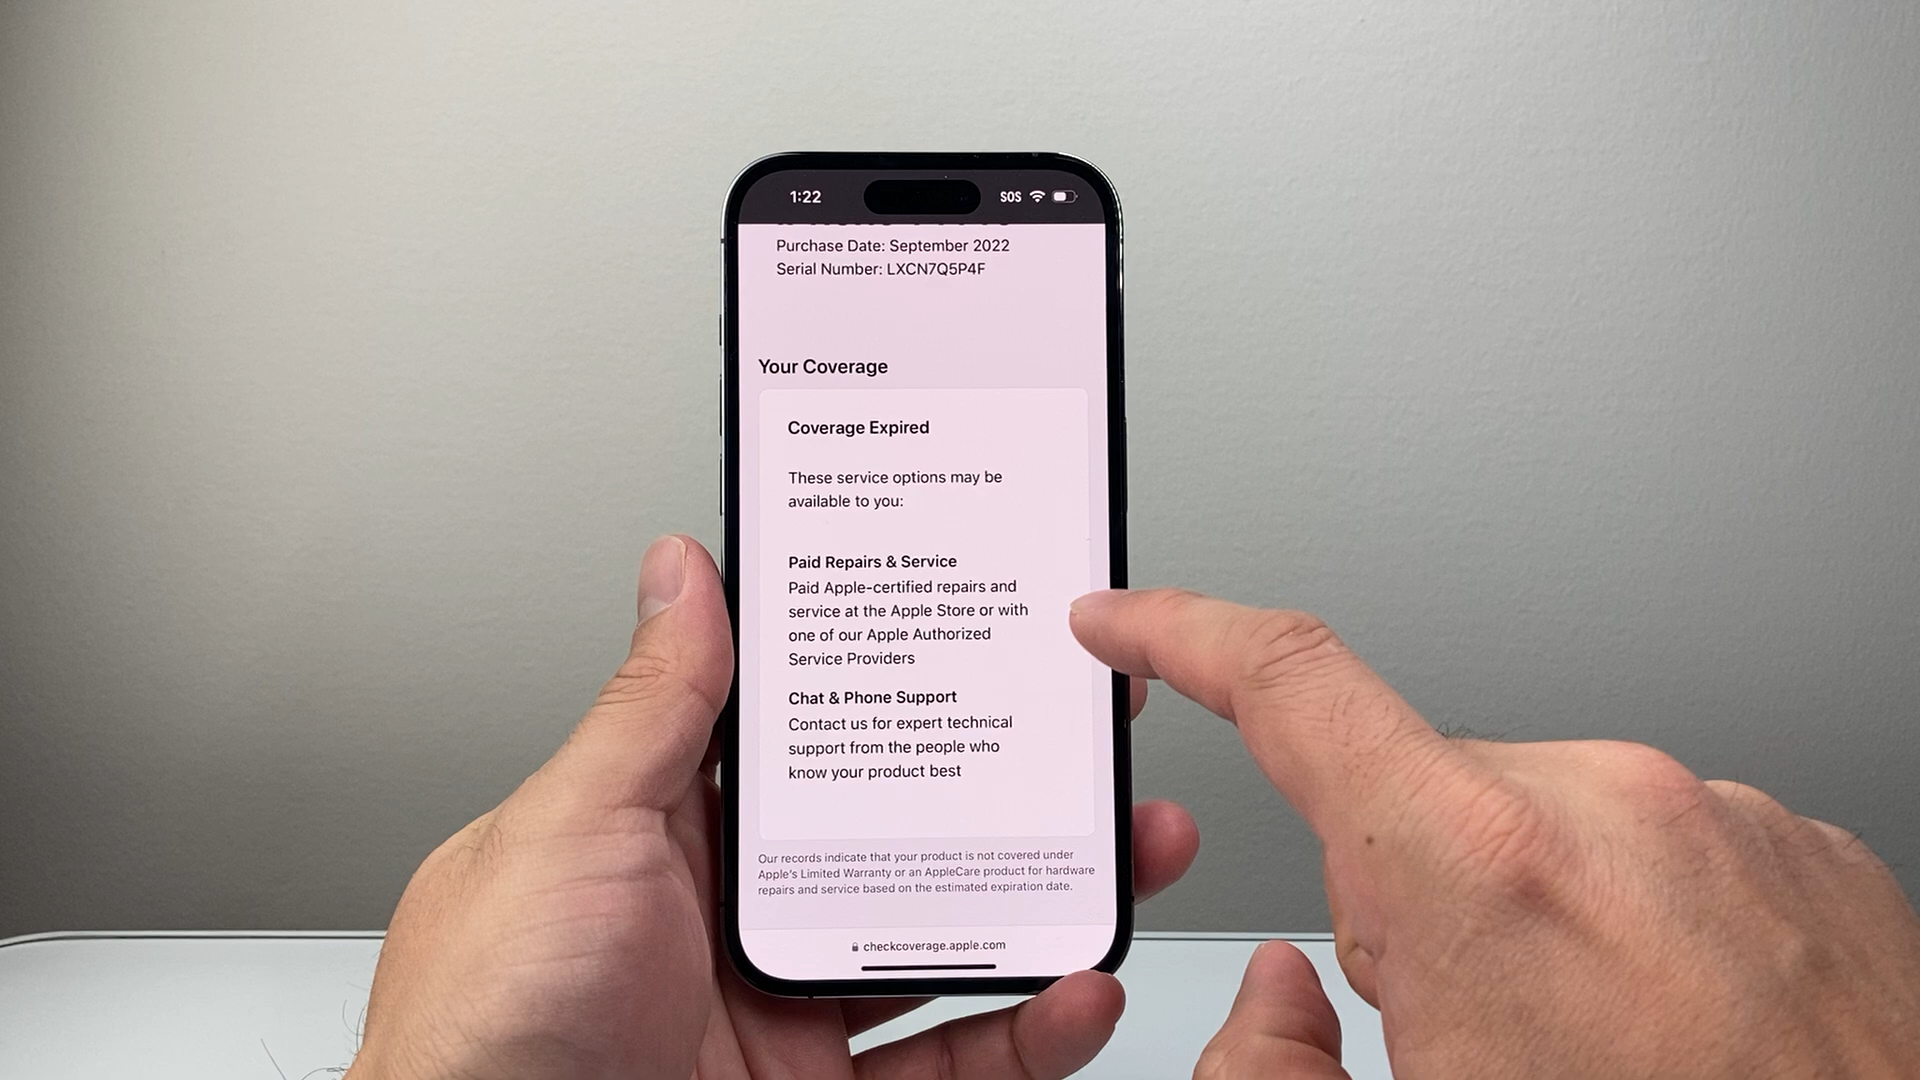 1:22
SOS
Purchase Date: September 2022
Serial Number: LXCN7Q5P4F
Your Coverage
Coverage Expired
These service options may be
available to you:
Paid Repairs & Service
Paid Apple-certified repairs and
service at the Apple Store or with
one of our Apple Authorized
Service Providers
Chat & Phone Support
Contact us for expert technical
support from the people who
know your product best
Our records indicate that your product is not covered under
Apple's Limited Warranty or an AppleCare product for hardware
repairs and service based on the estimated expiration date.
checkcoverage.apple.com